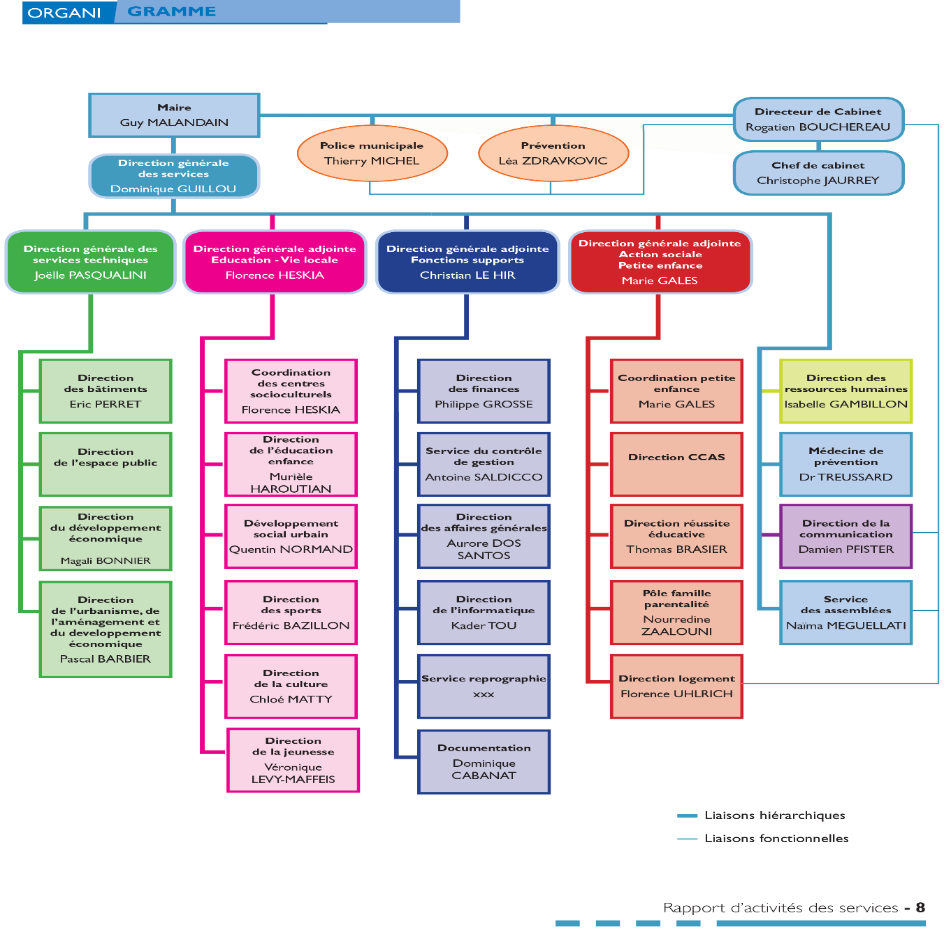 ORGANI GRAMME
Maire
Guy MALANDAIN
Directeur de Cabinet
Rogatien BOUCHEREAU
Police municipale
Thierry MICHEL
Prévention
Léa ZDRAVKOVIC
Direction générale
des services
Dominique GUILLOU
Chef de cabinet
Christophe JAURREY
Direction générale des
services techniques
Joëlle PASQUALINI
Direction générale adjointe
Education - Vie locale
Florence HESKIA
Direction générale adjointe
Fonctions supports
Christian LE HIR
Direction générale adjointe
Action sociale
Petite enfance
Marie GALES
Direction
des bâtiments
Eric PERRET
Direction
de l'espace public
Direction
du développement
économique
Magali BONNIER
Direction
de l'urbanisme, de
l'aménagement et
du developpement
économique
Pascal BARBIER
Coordination
des centres
socioculturels
Florence HESKIA
Direction
de l'éducation
enfance
Murièle
HAROUTIAN
Développement
social urbain
Quentin NORMAND
Direction
des sports
Frédéric BAZILLON
Direction
de la culture
Chloé MATTY
Direction
de la jeunesse
Véronique
LEVY-MAFFEIS
Direction
des finances
Philippe GROSSE
Service du contrôle
de gestion
Antoine SALDICCO
Direction
des affaires générales
Aurore DOS
SANTOS
Direction
de l'informatique
Kader TOU
Service reprographie
xxx
Documentation
Dominique
CABANAT
Coordination petite
enfance
Marie GALES
Direction CCAS
Direction réussite
éducative
Thomas BRASIER
Pôle famille
parentalité
Nourredine
ZAALOUNI
Direction logement
Florence UHLRICH
Direction des
ressources humaines
Isabelle GAMBILLON
Médecine de
prévention
Dr TREUSSARD
Direction de la
communication
Damien PFISTER
Service
des assemblées
Naïma MEGUELLATI
Liaisons hiérarchiques
Liaisons fonctionnelles
Rapport d'activités des services - 8